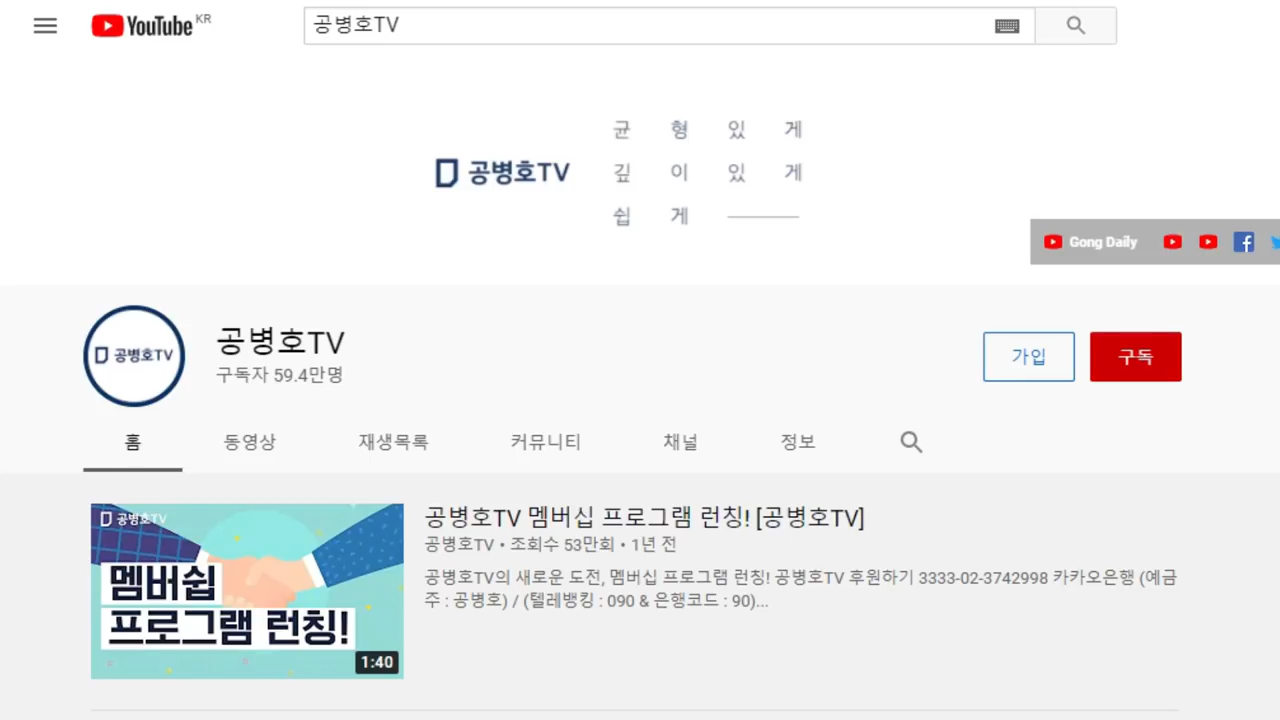 YouTube KR
공병호TV
균 형 있 게
공병호TV
깊 이 있 게
쉽 게
Gong Daily
공병호TV
공병호TV
구독자 59.4만명
가입
구독
홈
동영상
재생목록
커뮤니티
채널
정보
공병호TV
멤버쉽
프로그램 런칭!
1:40
공병호TV 멤버십 프로그램 런칭! [공병호TV]
공병호TV • 조회수 53만회 • 1년 전
공병호TV의 새로운 도전, 멤버십 프로그램 런칭! 공병호TV 후원하기 3333-02-3742998 카카오은행 (예금
주 : 공병호) / (텔레뱅킹 : 090 & 은행코드 : 90)...